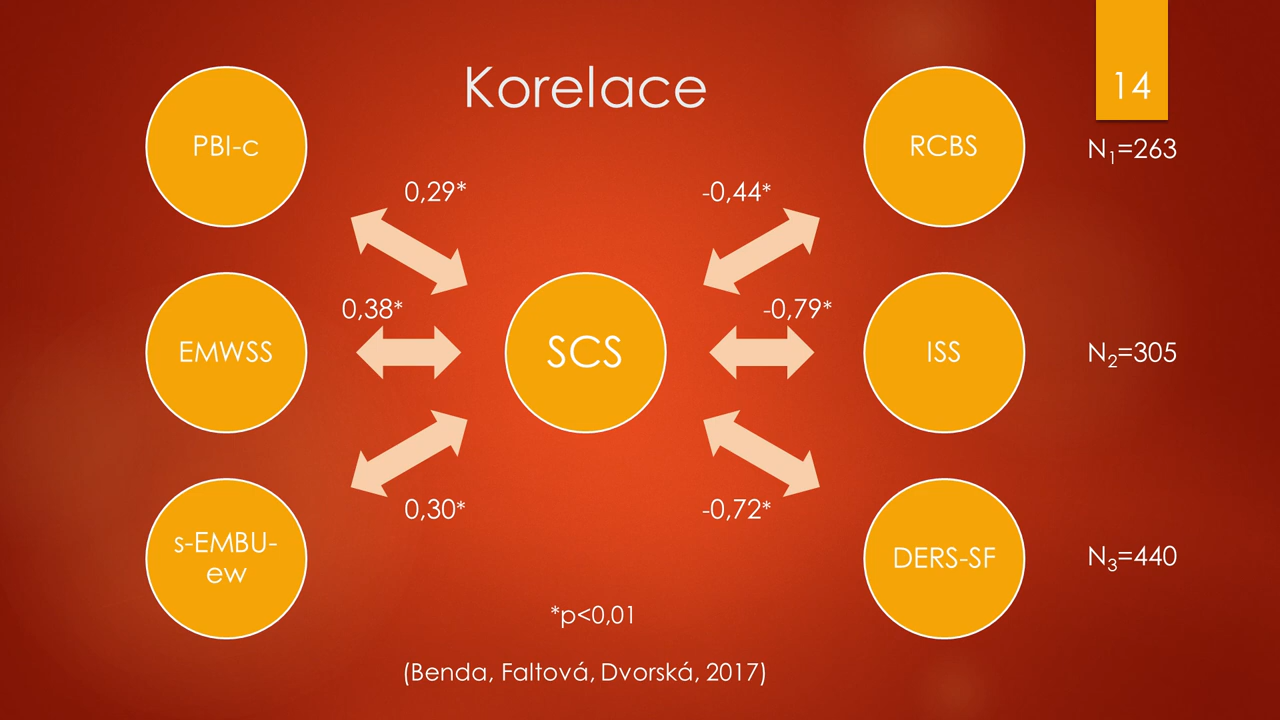 Korelace
14
PBI-c
RCBS
N₁=263
0,29*
-0,44*
0,38*
-0,79*
EMWSS
SCS
ISS
N₂=305
0,30*
-0,72*
s-EMBU-
ew
DERS-SF
N₃=440
*p<0,01
(Benda, Faltová, Dvorská, 2017)